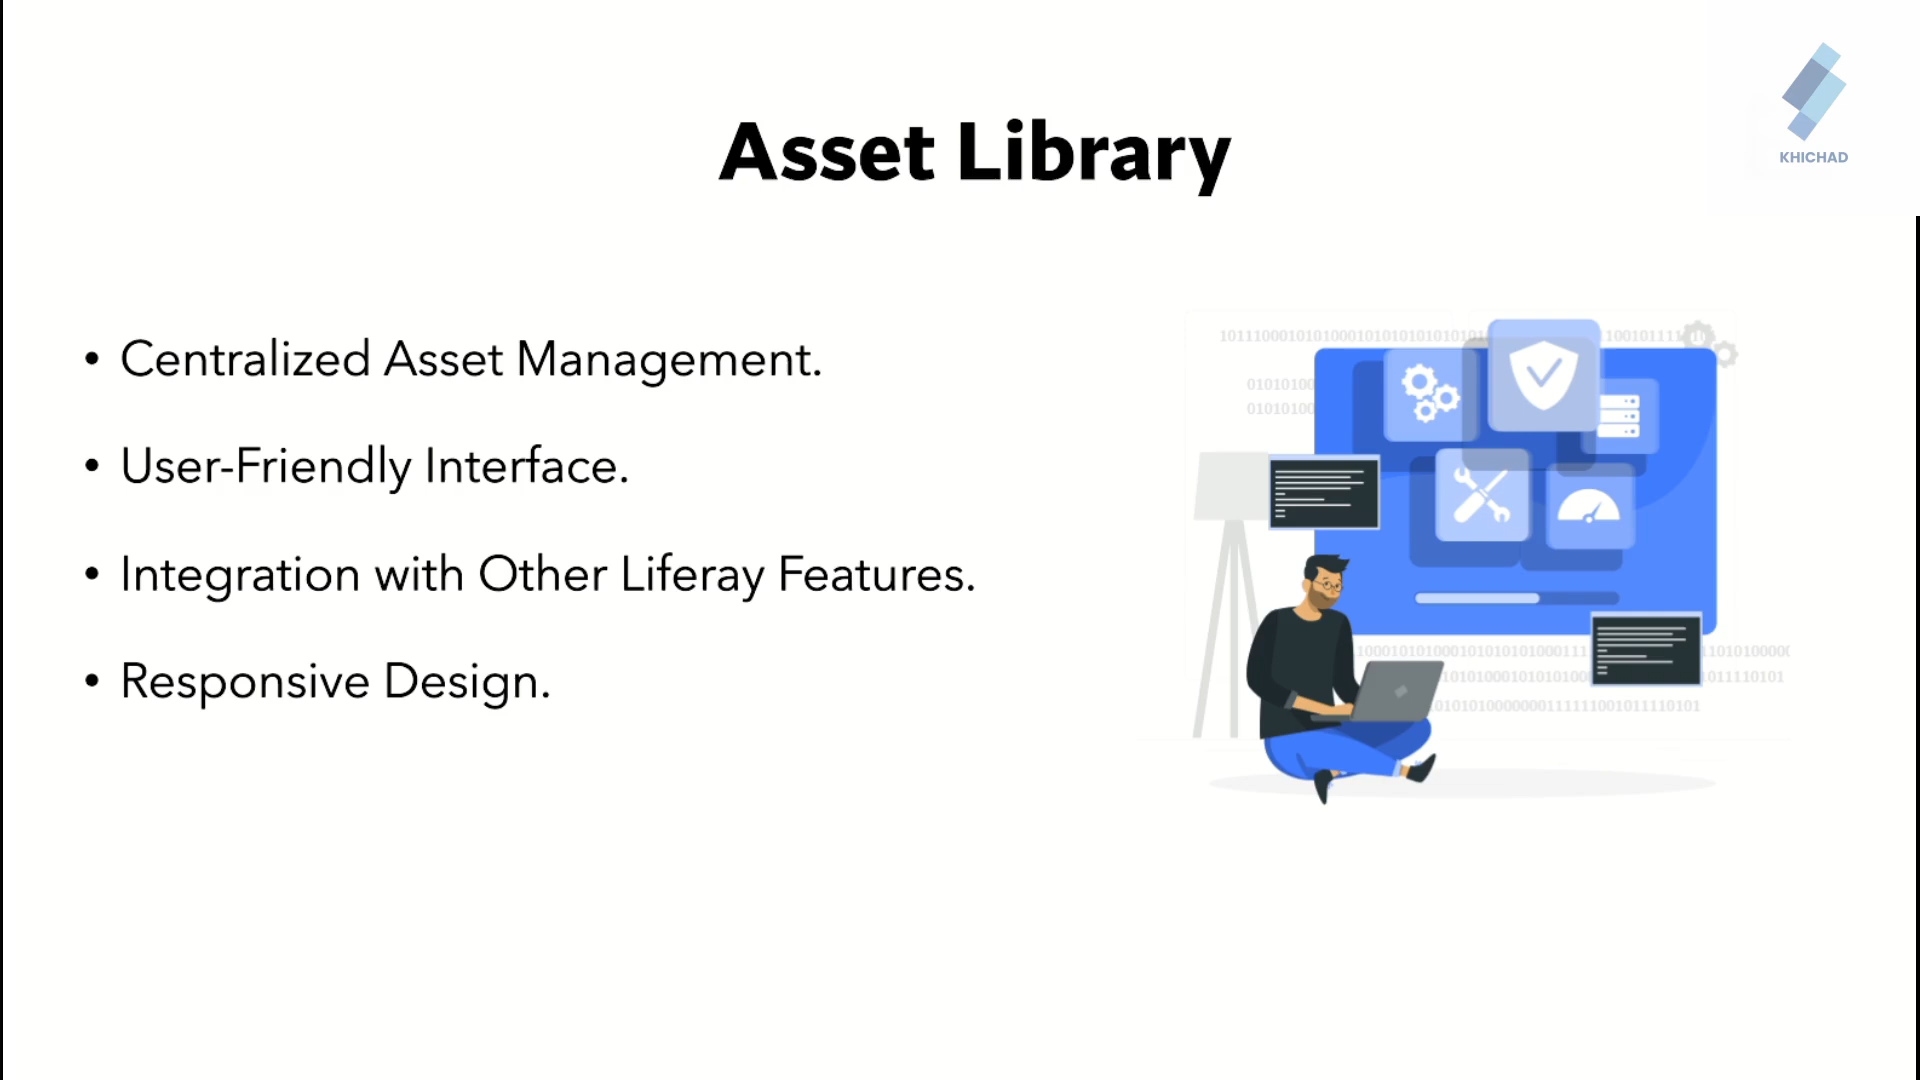 KHICHAD
Asset Library
• Centralized Asset Management.
• User-Friendly Interface.
• Integration with Other Liferay Features.
• Responsive Design.